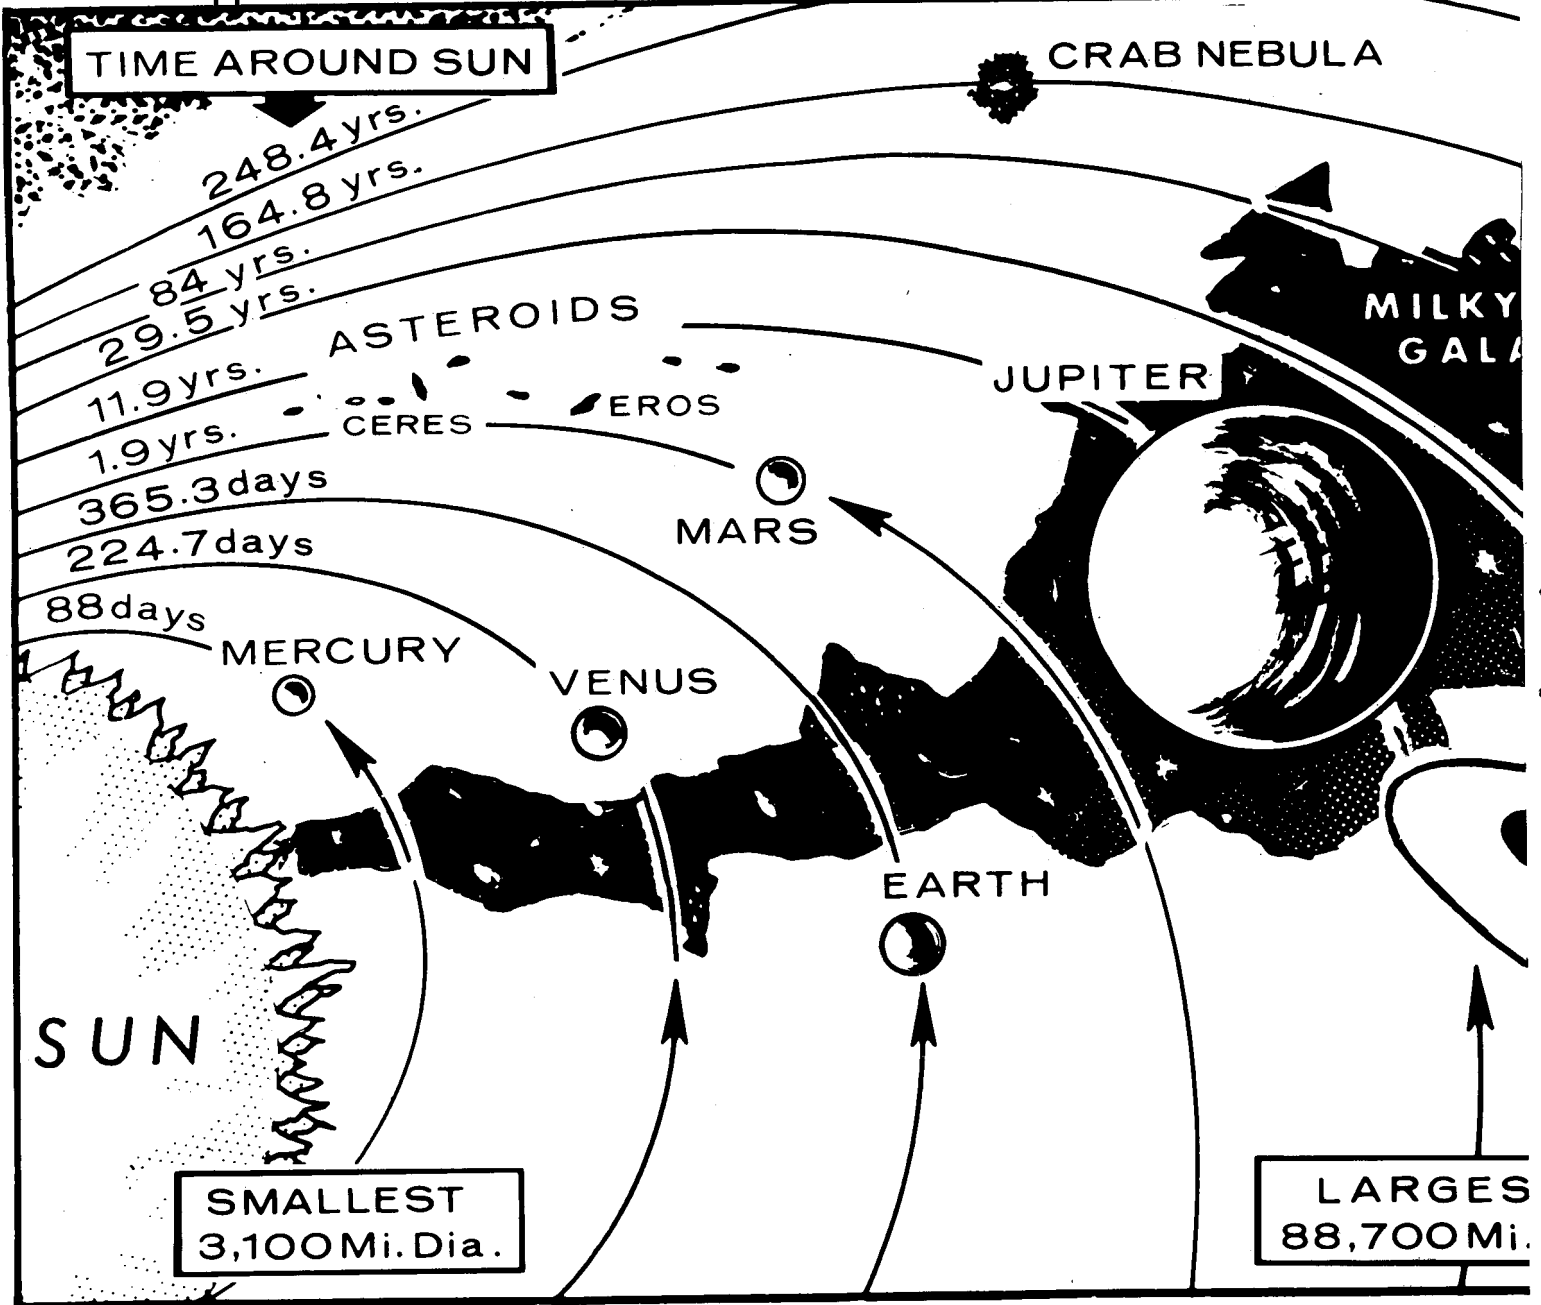 TIME AROUND SUN
CRAB NEBULA
248.4 yrs.
164.8 yrs.
84 yrs.
29.5 yrs.
ASTEROIDS
MILKY
GALA
JUPITER
11.9 yrs.
EROS
CERES
1.9 yrs.
365.3 days
MARS
224.7 days
88 days
MERCURY
VENUS
EARTH
SUN
SMALLEST
3,100 Mi. Dia.
LARGES
88,700 Mi.